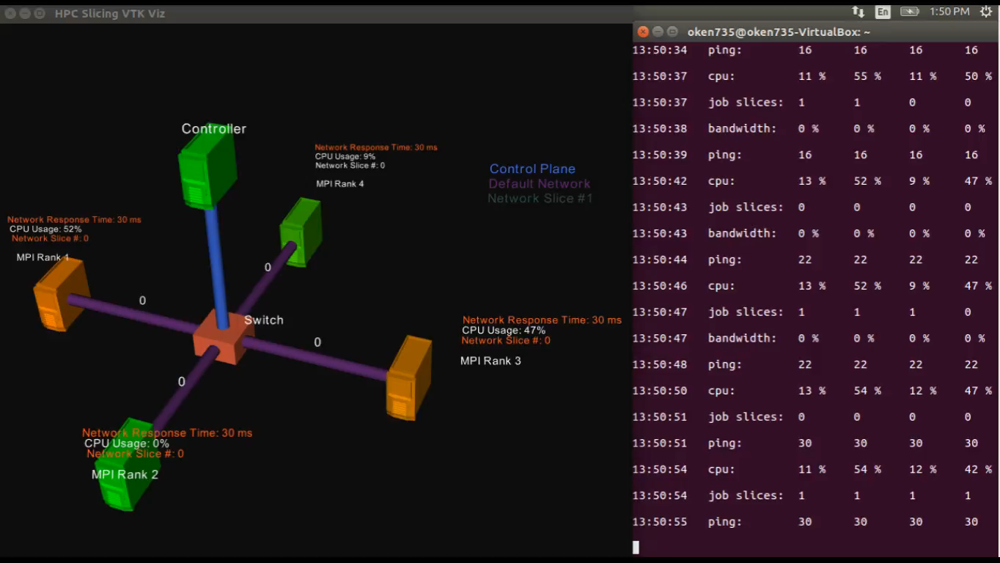 HPC Slicing VTK Viz
En 1:50 PM
oken735@oken735-VirtualBox: ~
Controller
Network Response Time: 30 ms
CPU Usage: 9%
Network Slice #: 0
MPI Rank 4
Control Plane
Default Network
Network Slice #1
Network Response Time: 30 ms
CPU Usage: 52%
Network Slice #: 0
MPI Rank 1
0
0
Switch
0
0
Network Response Time: 30 ms
CPU Usage: 47%
Network Slice #: 0
MPI Rank 3
Network Response Time: 30 ms
CPU Usage: 0%
Network Slice #: 0
MPI Rank 2
13:50:34 ping: 16 16 16 16
13:50:37 cpu: 11 % 55 % 11 % 50 %
13:50:37 job slices: 1 1 0 0
13:50:38 bandwidth: 0 % 0 % 0 % 0 %
13:50:39 ping: 16 16 16 16
13:50:42 cpu: 13 % 52 % 9 % 47 %
13:50:43 job slices: 0 0 0 0
13:50:43 bandwidth: 0 % 0 % 0 % 0 %
13:50:44 ping: 22 22 22 22
13:50:46 cpu: 13 % 52 % 9 % 47 %
13:50:47 job slices: 1 1 1 0
13:50:47 bandwidth: 0 % 0 % 0 % 0 %
13:50:48 ping: 22 22 22 22
13:50:50 cpu: 13 % 54 % 12 % 47 %
13:50:51 job slices: 0 0 0 0
13:50:51 ping: 30 30 30 30
13:50:54 cpu: 11 % 54 % 12 % 42 %
13:50:54 job slices: 1 1 1 1
13:50:55 ping: 30 30 30 30